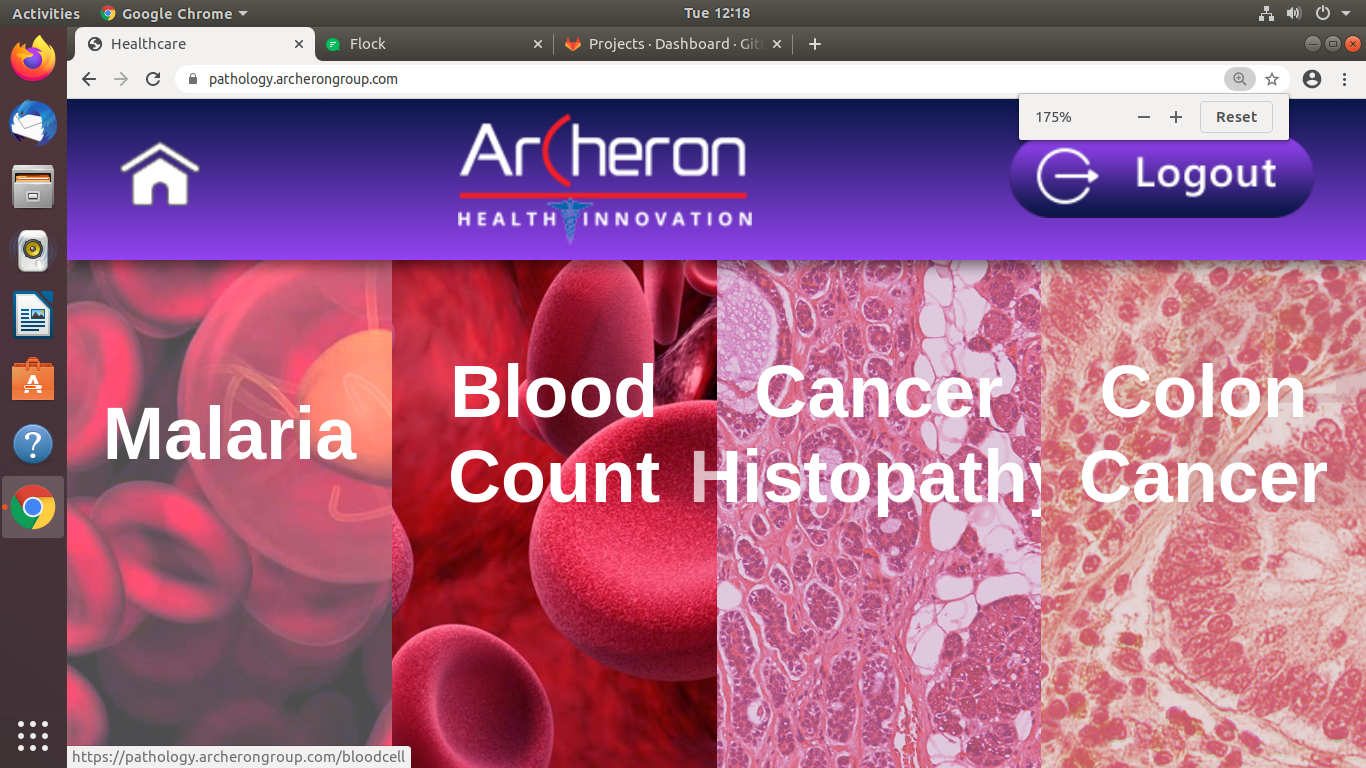 Activities
Google Chrome
Tue 12:18
Healthcare
Flock
Projects · Dashboard · Git
pathology.archerongroup.com
175%
Reset
Archeron
HEALTH INNOVATION
Logout
Malaria
Blood
Count
Cancer
Histopathy
Colon
Cancer
https://pathology.archerongroup.com/bloodcell